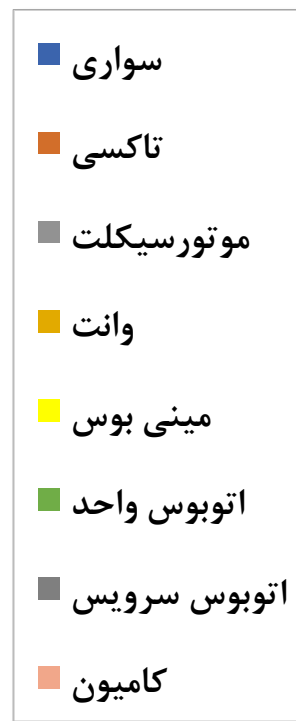 سواری
تاکسی
موتورسیکلت
وانت
مینی بوس
اتوبوس واحد
اتوبوس سرویس
کامیون